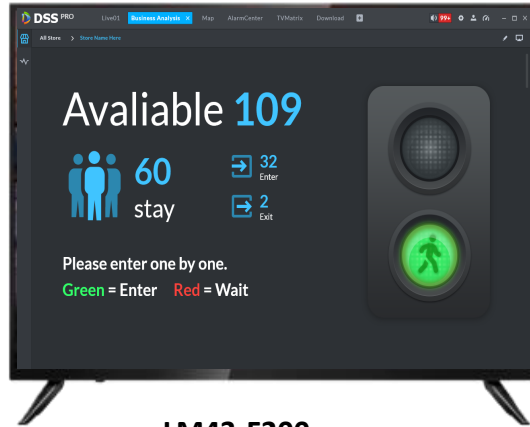 DSS PRO
Live01 Business Analysis × Map AlarmCenter TVMatrix Download
99+
All Store > Store Name Here
Avaliable 109
60
stay
32
Enter
2
Exit
Please enter one by one.
Green = Enter Red = Wait